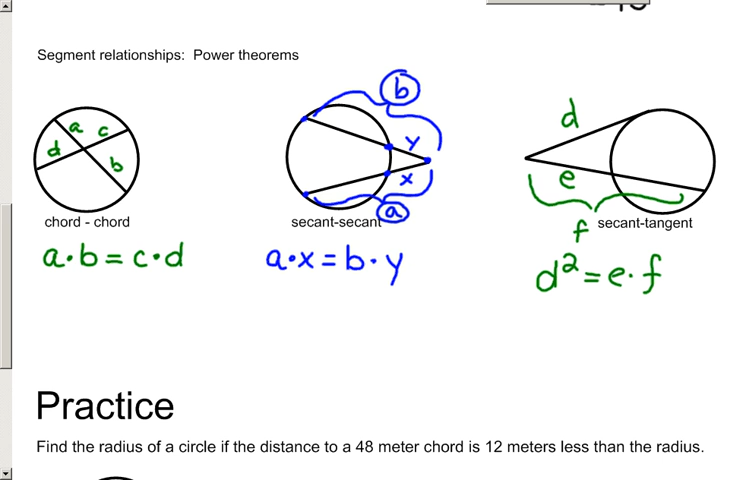 Segment relationships: Power theorems
a
c
d
b
b
y
x
a
d
e
f
chord - chord
secant-secant
secant-tangent
a·b = c·d
a·x = b·y
d² = e·f
Practice
Find the radius of a circle if the distance to a 48 meter chord is 12 meters less than the radius.